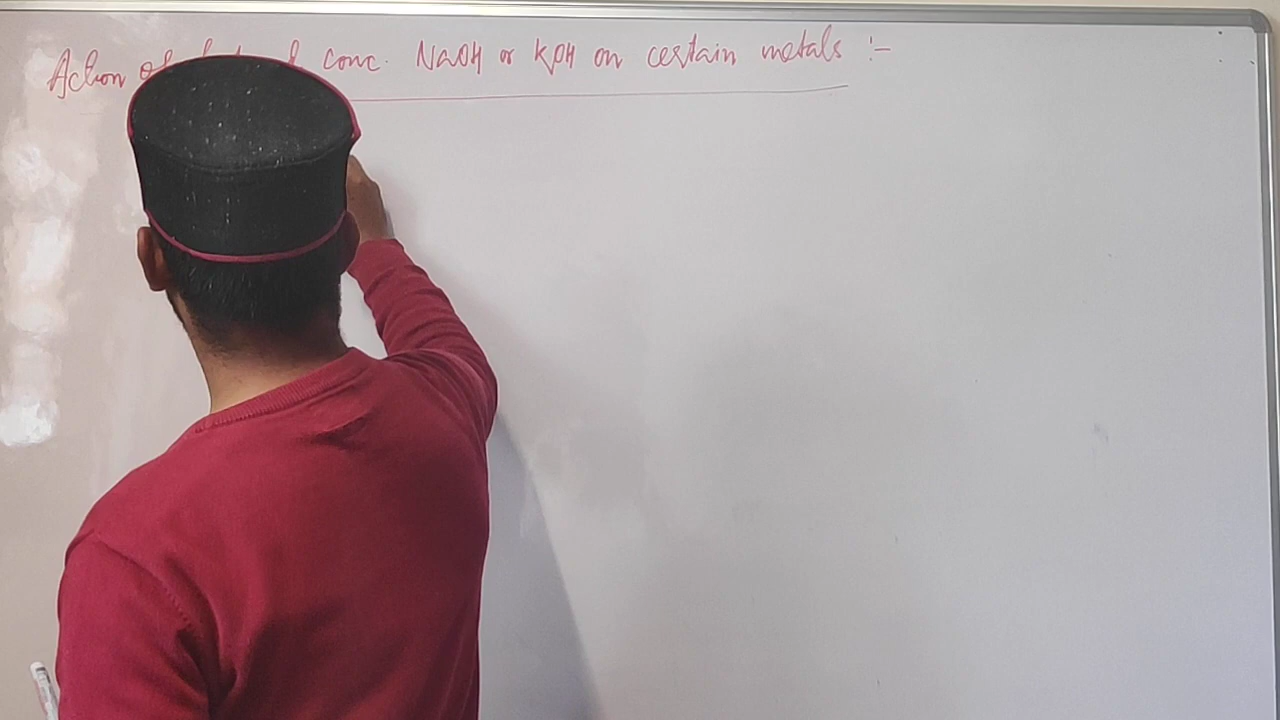 Action of conc. NaOH or KOH on certain metals :-